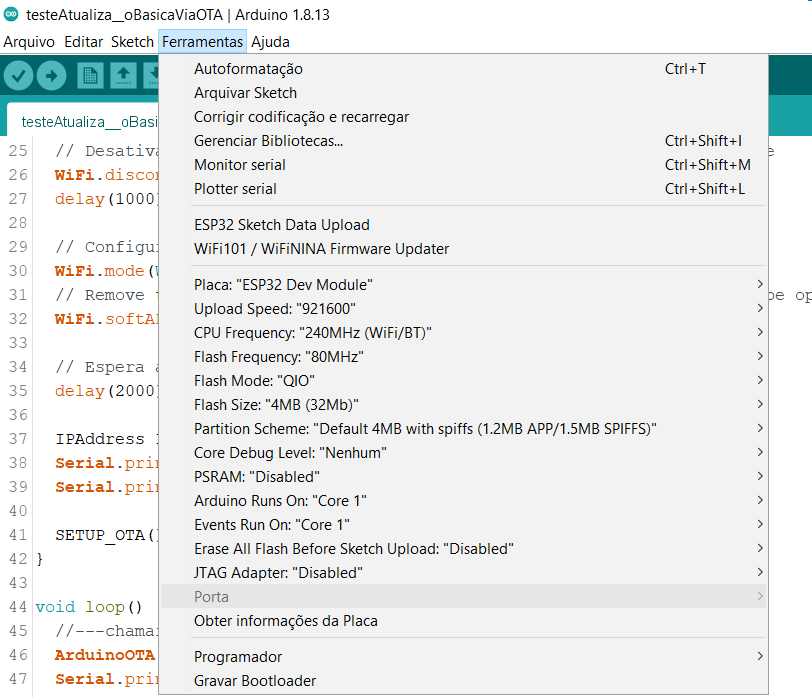 testeAtualiza__oBasicaViaOTA | Arduino 1.8.13
Arquivo Editar Sketch Ferramentas Ajuda
testeAtualiza__oBasi
Autoformatação Ctrl+T
Arquivar Sketch
Corrigir codificação e recarregar
Gerenciar Bibliotecas... Ctrl+Shift+I
Monitor serial Ctrl+Shift+M
Plotter serial Ctrl+Shift+L
ESP32 Sketch Data Upload
WiFi101 / WiFiNINA Firmware Updater
Placa: "ESP32 Dev Module"
Upload Speed: "921600"
CPU Frequency: "240MHz (WiFi/BT)"
Flash Frequency: "80MHz"
Flash Mode: "QIO"
Flash Size: "4MB (32Mb)"
Partition Scheme: "Default 4MB with spiffs (1.2MB APP/1.5MB SPIFFS)"
Core Debug Level: "Nenhum"
PSRAM: "Disabled"
Arduino Runs On: "Core 1"
Events Run On: "Core 1"
Erase All Flash Before Sketch Upload: "Disabled"
JTAG Adapter: "Disabled"
Porta
Obter informações da Placa
Programador
Gravar Bootloader
25 // Desativa e
26 WiFi.discon
27 delay(1000)
28
29 // Configu
30 WiFi.mode(
31 // Remove be op
32 WiFi.softA
33
34 // Espera a
35 delay(2000)
36
37 IPAddress
38 Serial.prin
39 Serial.prin
40
41 SETUP_OTA()
42 }
43
44 void loop()
45 //---chama
46 ArduinoOTA
47 Serial.prin